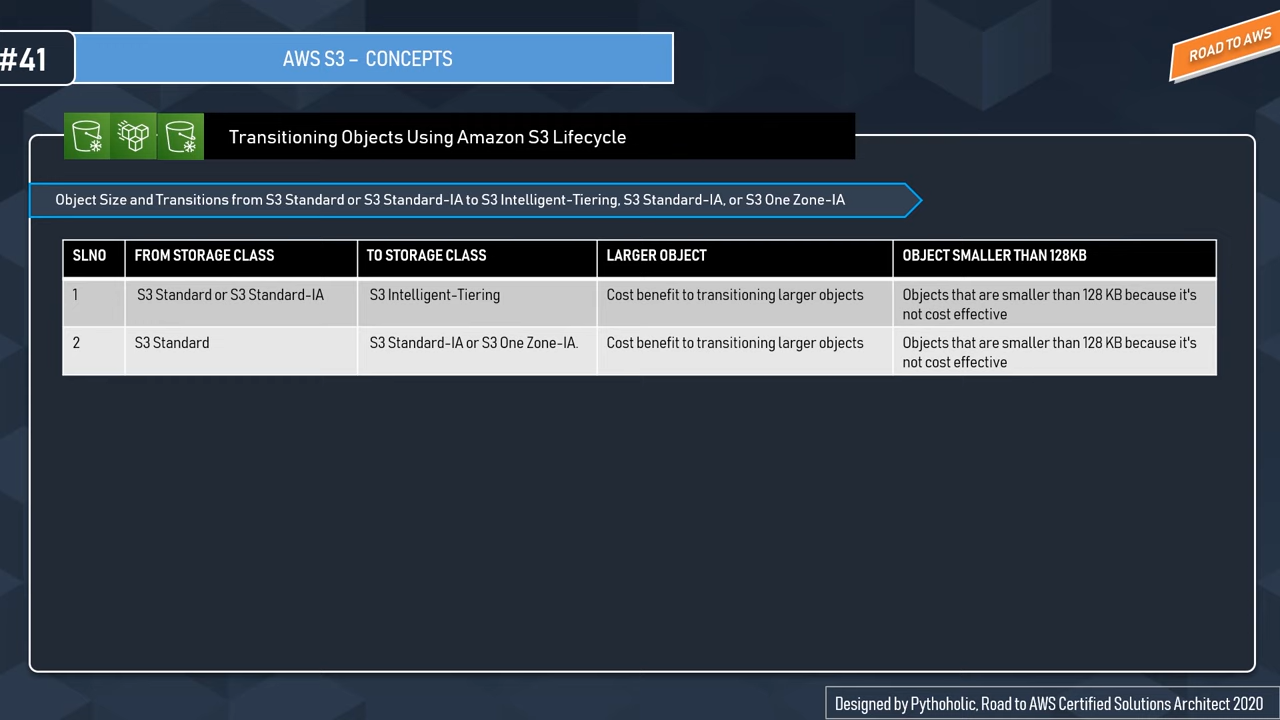 #41
AWS S3 – CONCEPTS
ROAD TO AWS
Transitioning Objects Using Amazon S3 Lifecycle
Object Size and Transitions from S3 Standard or S3 Standard-IA to S3 Intelligent-Tiering, S3 Standard-IA, or S3 One Zone-IA
SLNO FROM STORAGE CLASS TO STORAGE CLASS LARGER OBJECT OBJECT SMALLER THAN 128KB
1 S3 Standard or S3 Standard-IA S3 Intelligent-Tiering Cost benefit to transitioning larger objects Objects that are smaller than 128 KB because it's
not cost effective
2 S3 Standard S3 Standard-IA or S3 One Zone-IA. Cost benefit to transitioning larger objects Objects that are smaller than 128 KB because it's
not cost effective
Designed by Pythoholic, Road to AWS Certified Solutions Architect 2020